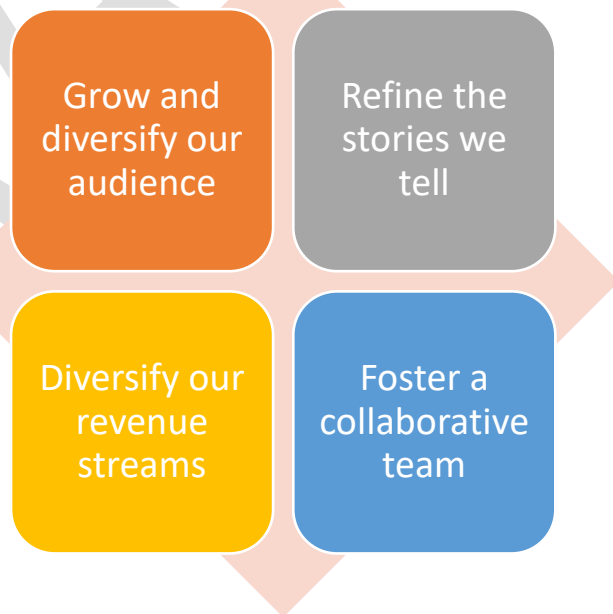 Grow and
diversify our
audience
Refine the
stories we
tell
Diversify our
revenue
streams
Foster a
collaborative
team